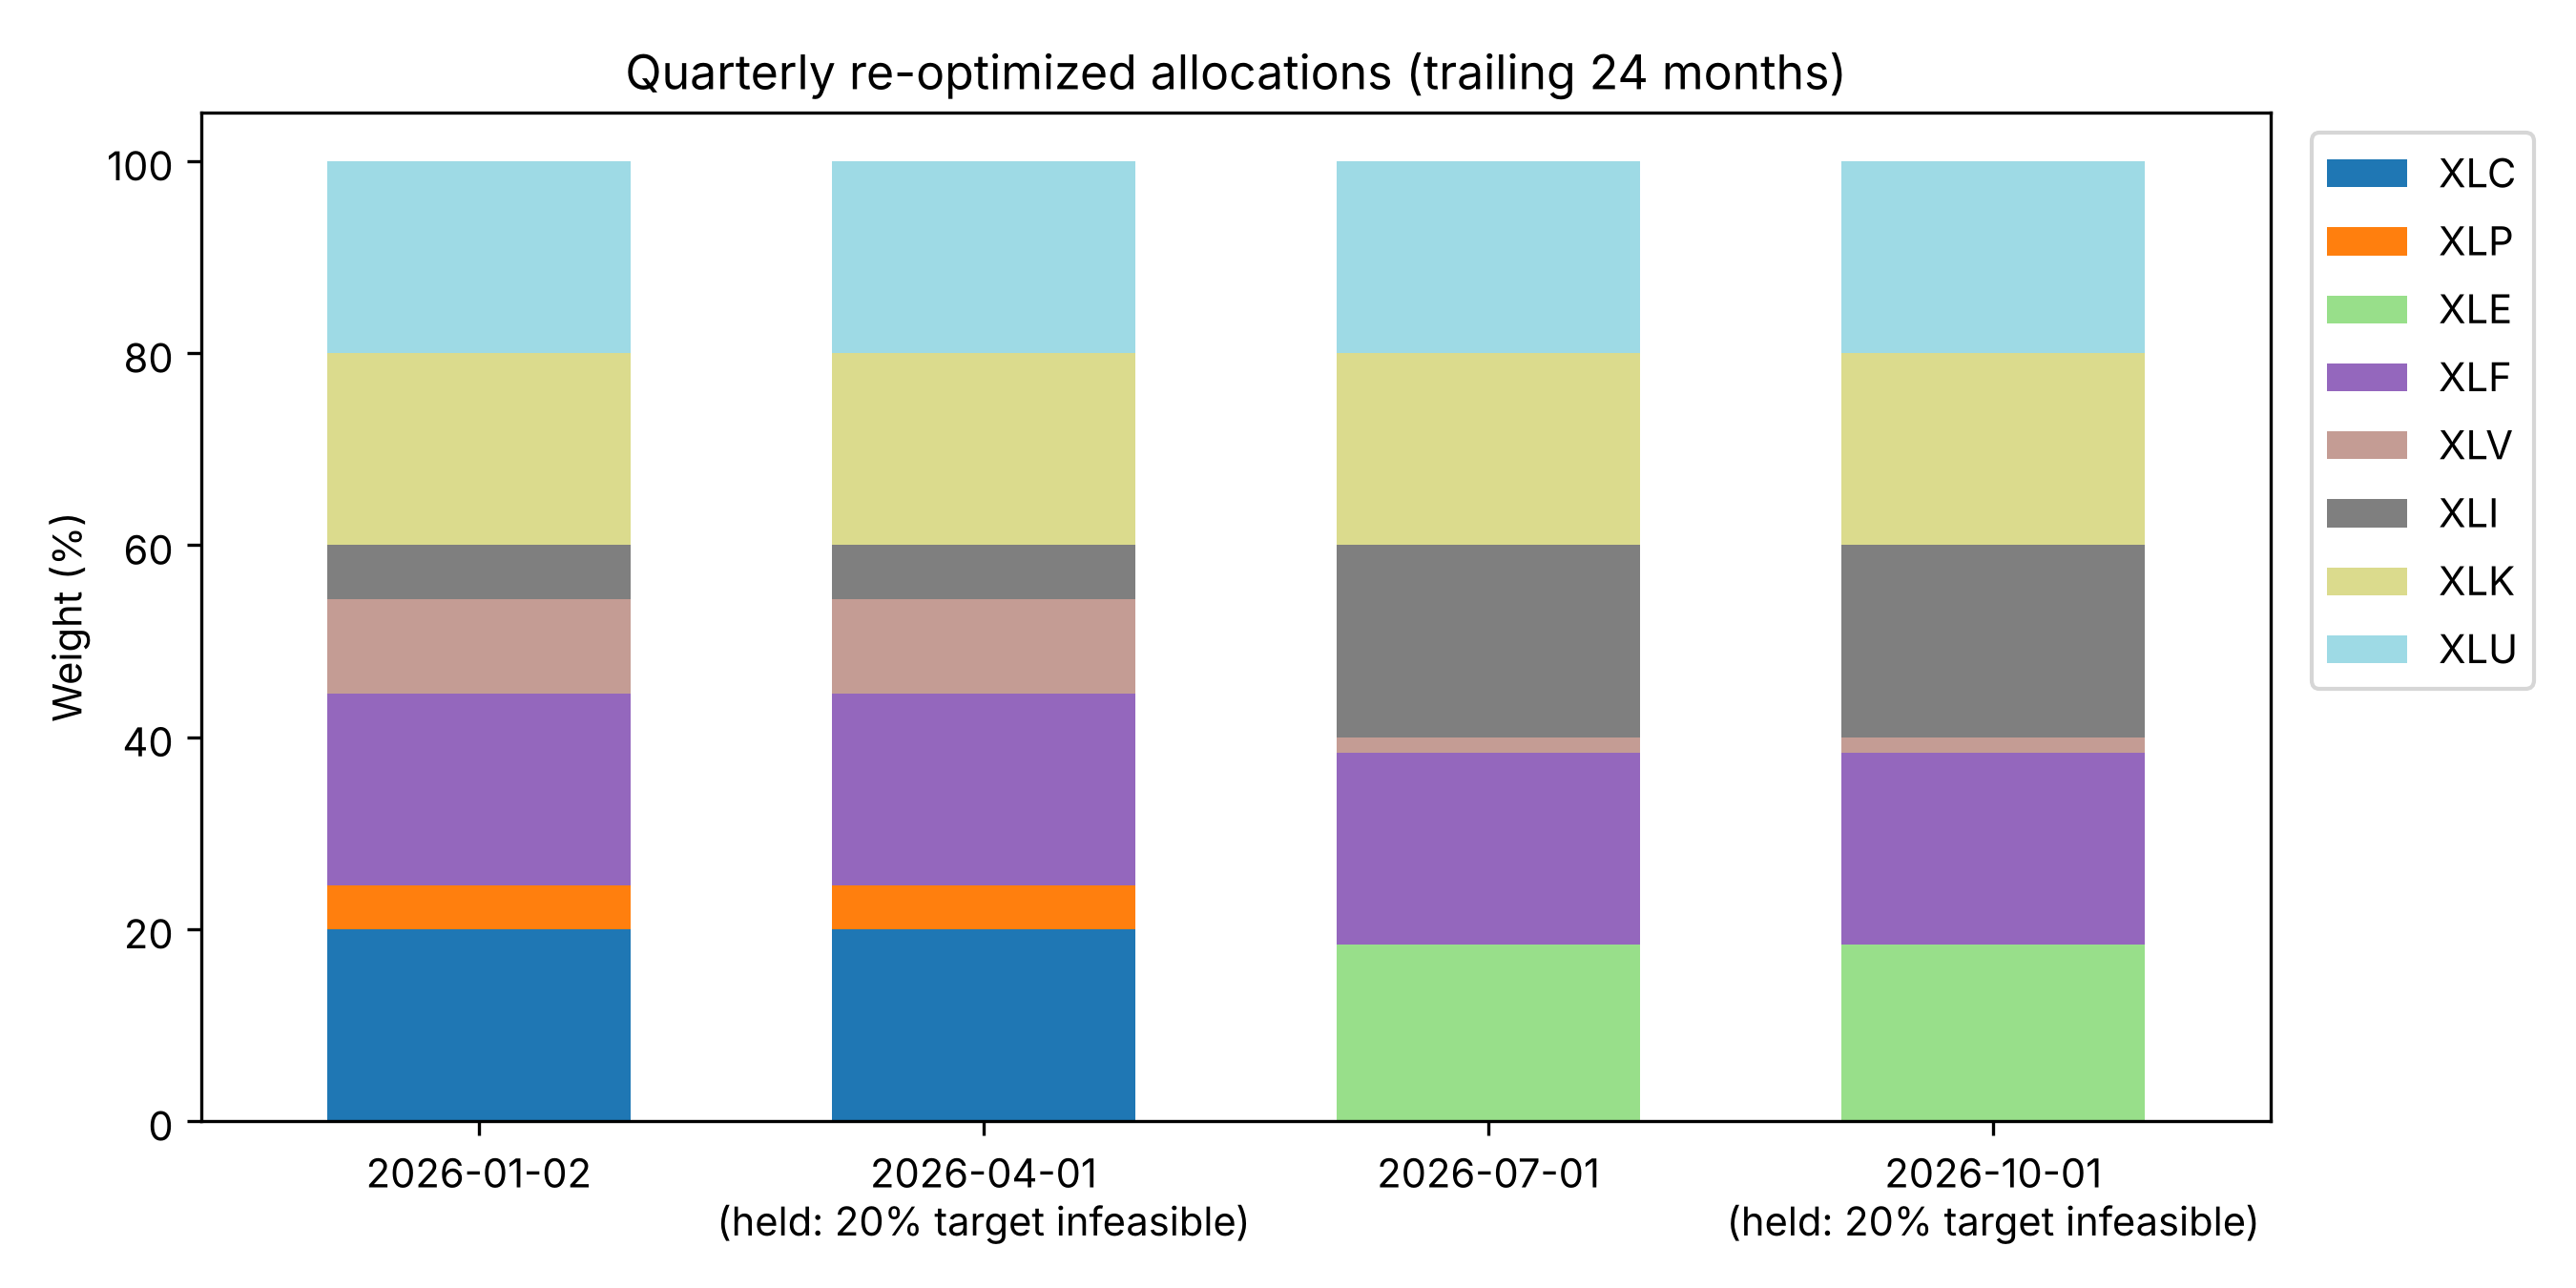 Quarterly re-optimized allocations (trailing 24 months)
Weight (%)
100
80
60
40
20
0
2026-01-02
2026-04-01
(held: 20% target infeasible)
2026-07-01
2026-10-01
(held: 20% target infeasible)
XLC
XLP
XLE
XLF
XLV
XLI
XLK
XLU